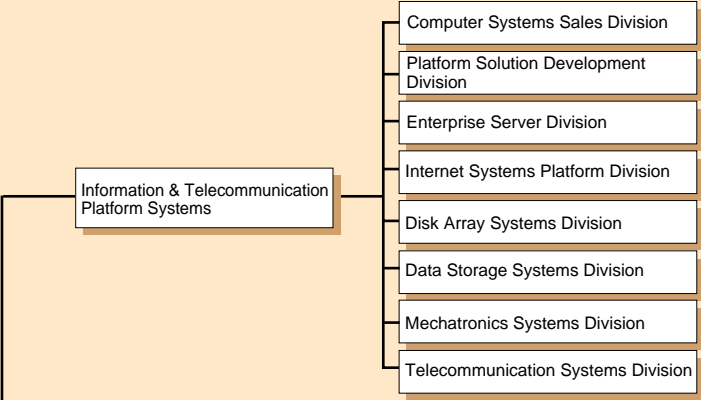 Computer Systems Sales Division
Platform Solution Development
Division
Enterprise Server Division
Internet Systems Platform Division
Information & Telecommunication
Platform Systems
Disk Array Systems Division
Data Storage Systems Division
Mechatronics Systems Division
Telecommunication Systems Division